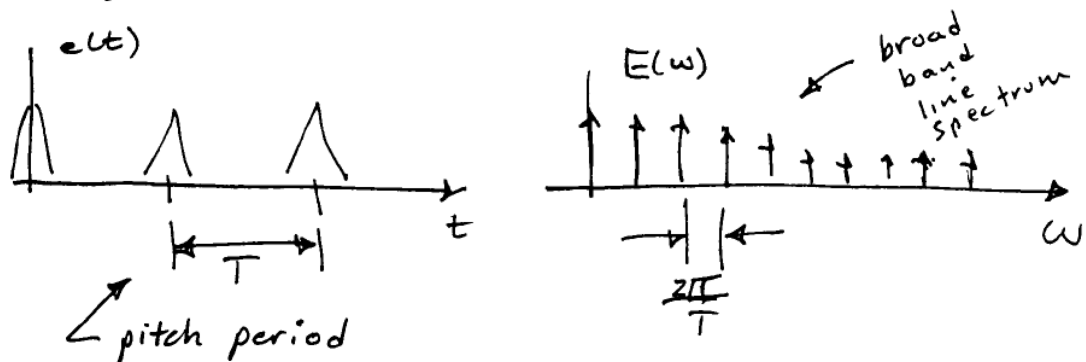 e(t)
t
T
pitch period
E(ω)
broad
band
line
spectrum
ω
2π
T